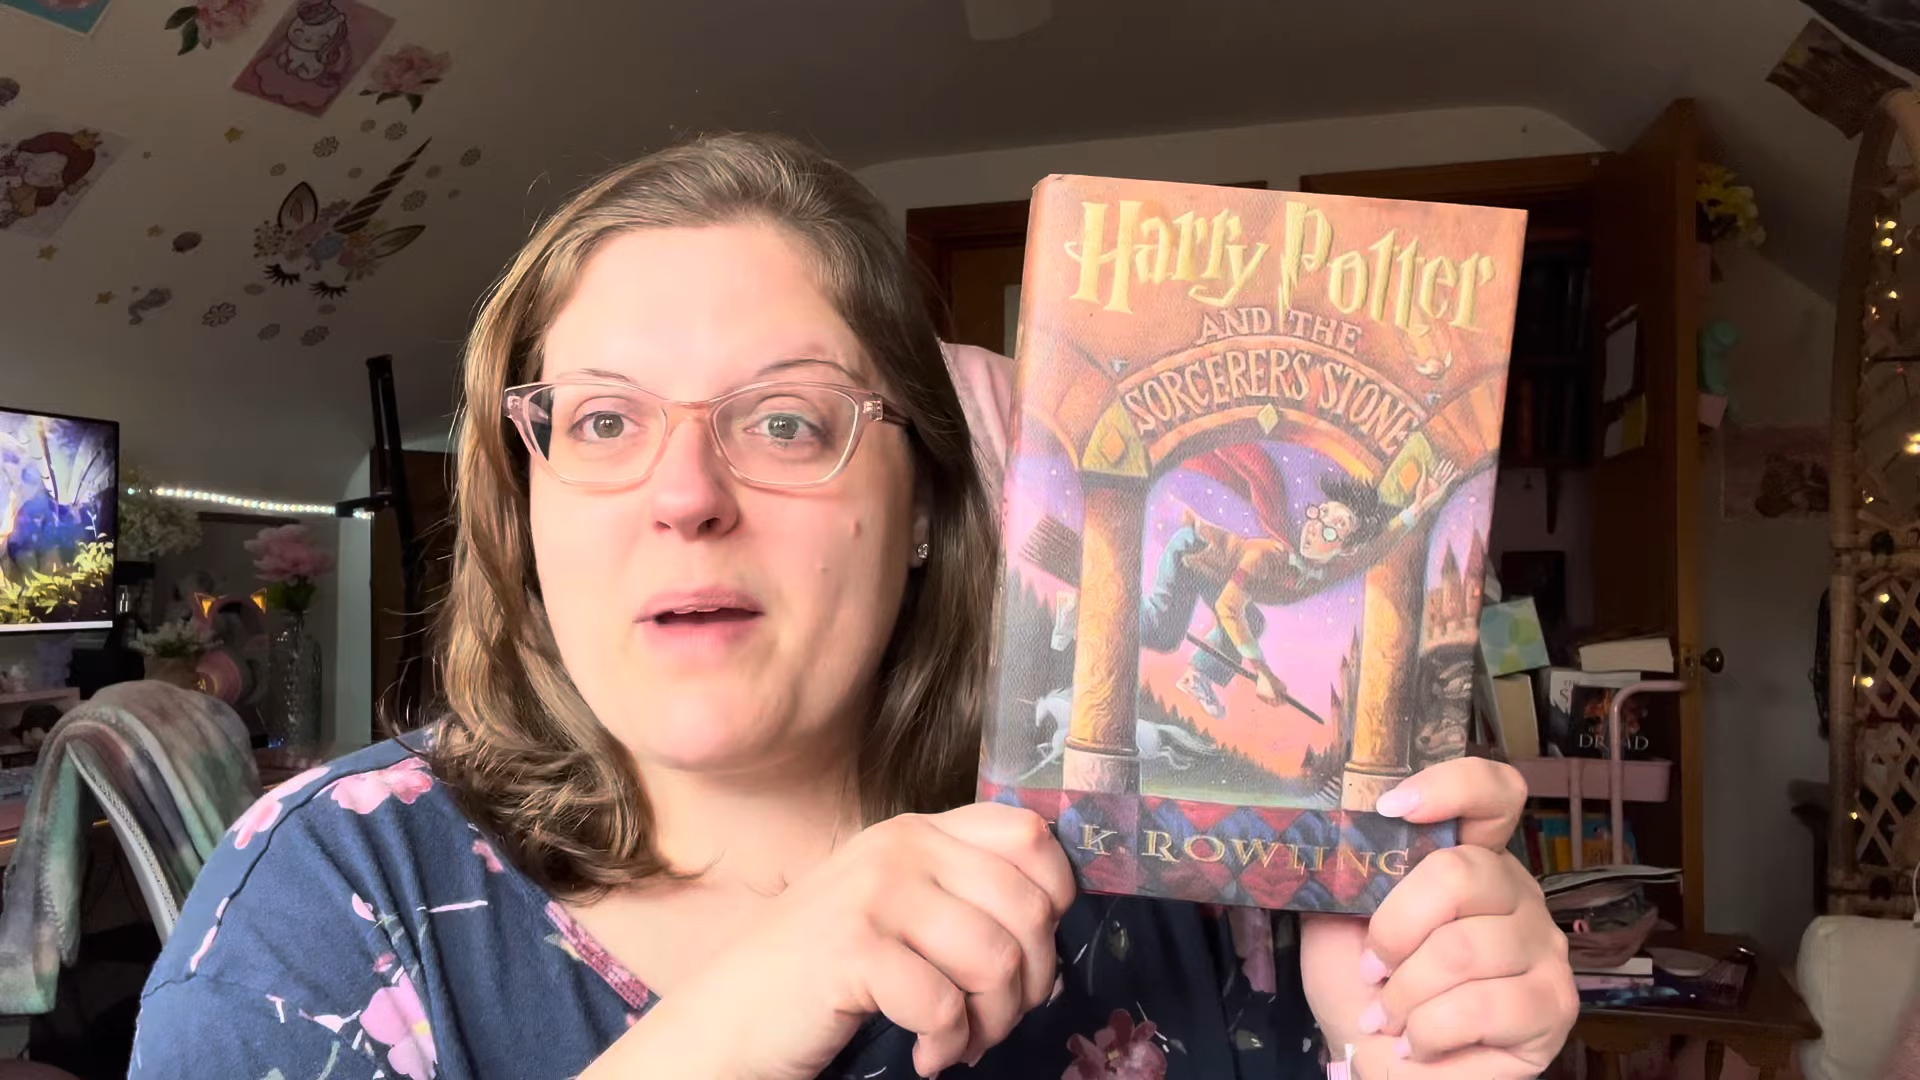 Harry Potter
AND THE
SORCERER'S STONE
K ROWLING